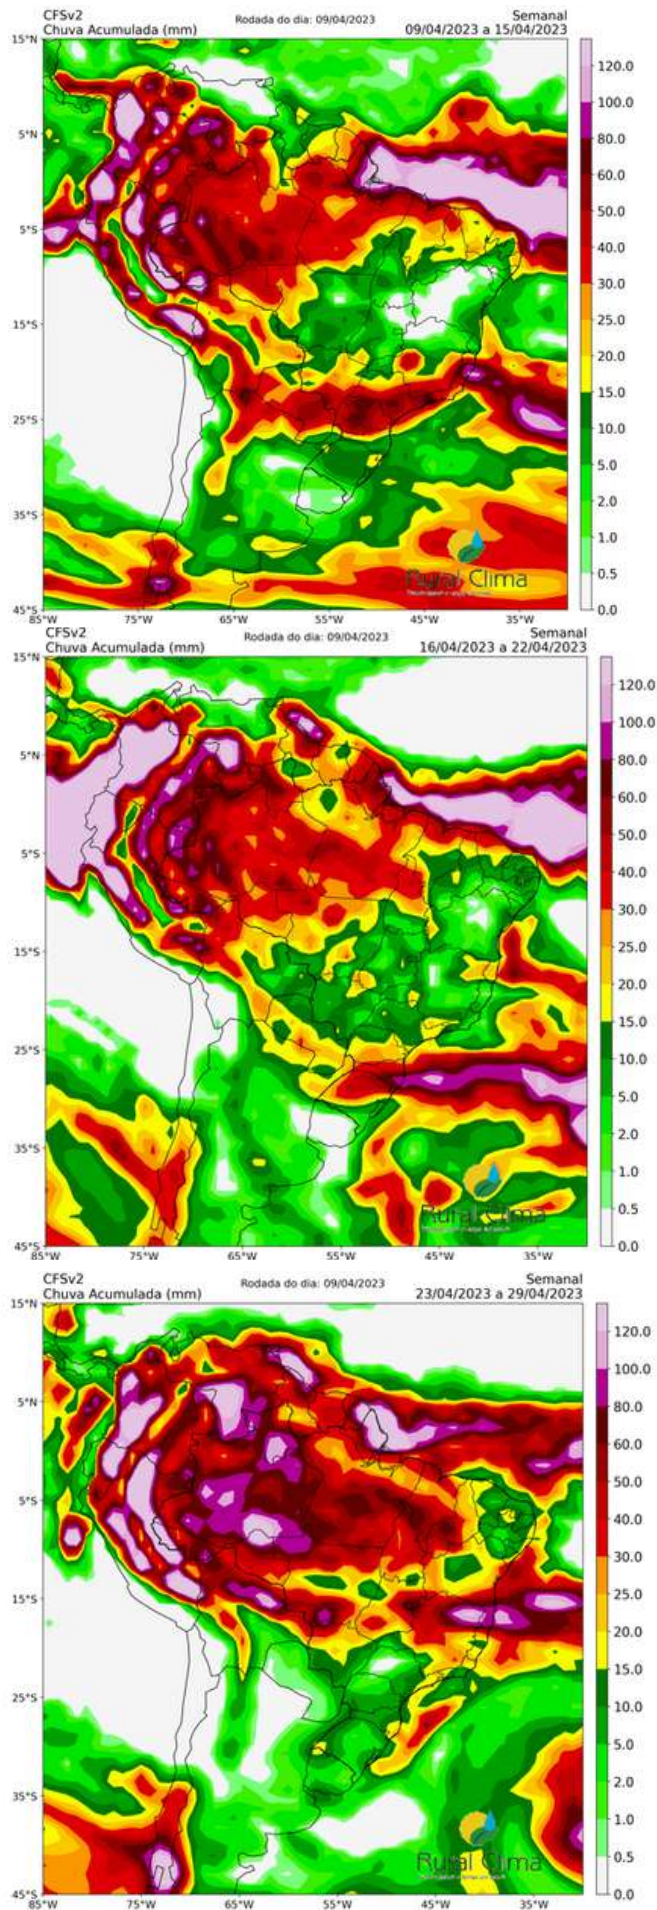 CFSv2
Chuva Acumulada (mm)
Rodada do dia: 09/04/2023
Semanal
09/04/2023 a 15/04/2023
15°N
5°N
5°S
15°S
25°S
35°S
45°S
85°W 75°W 65°W 55°W 45°W 35°W
120.0
100.0
80.0
60.0
50.0
40.0
30.0
25.0
20.0
15.0
10.0
5.0
2.0
1.0
0.5
0.0
Rural Clima
CFSv2
Chuva Acumulada (mm)
Rodada do dia: 09/04/2023
Semanal
16/04/2023 a 22/04/2023
15°N
5°N
5°S
15°S
25°S
35°S
45°S
85°W 75°W 65°W 55°W 45°W 35°W
120.0
100.0
80.0
60.0
50.0
40.0
30.0
25.0
20.0
15.0
10.0
5.0
2.0
1.0
0.5
0.0
Rural Clima
CFSv2
Chuva Acumulada (mm)
Rodada do dia: 09/04/2023
Semanal
23/04/2023 a 29/04/2023
15°N
5°N
5°S
15°S
25°S
35°S
45°S
85°W 75°W 65°W 55°W 45°W 35°W
120.0
100.0
80.0
60.0
50.0
40.0
30.0
25.0
20.0
15.0
10.0
5.0
2.0
1.0
0.5
0.0
Rural Clima